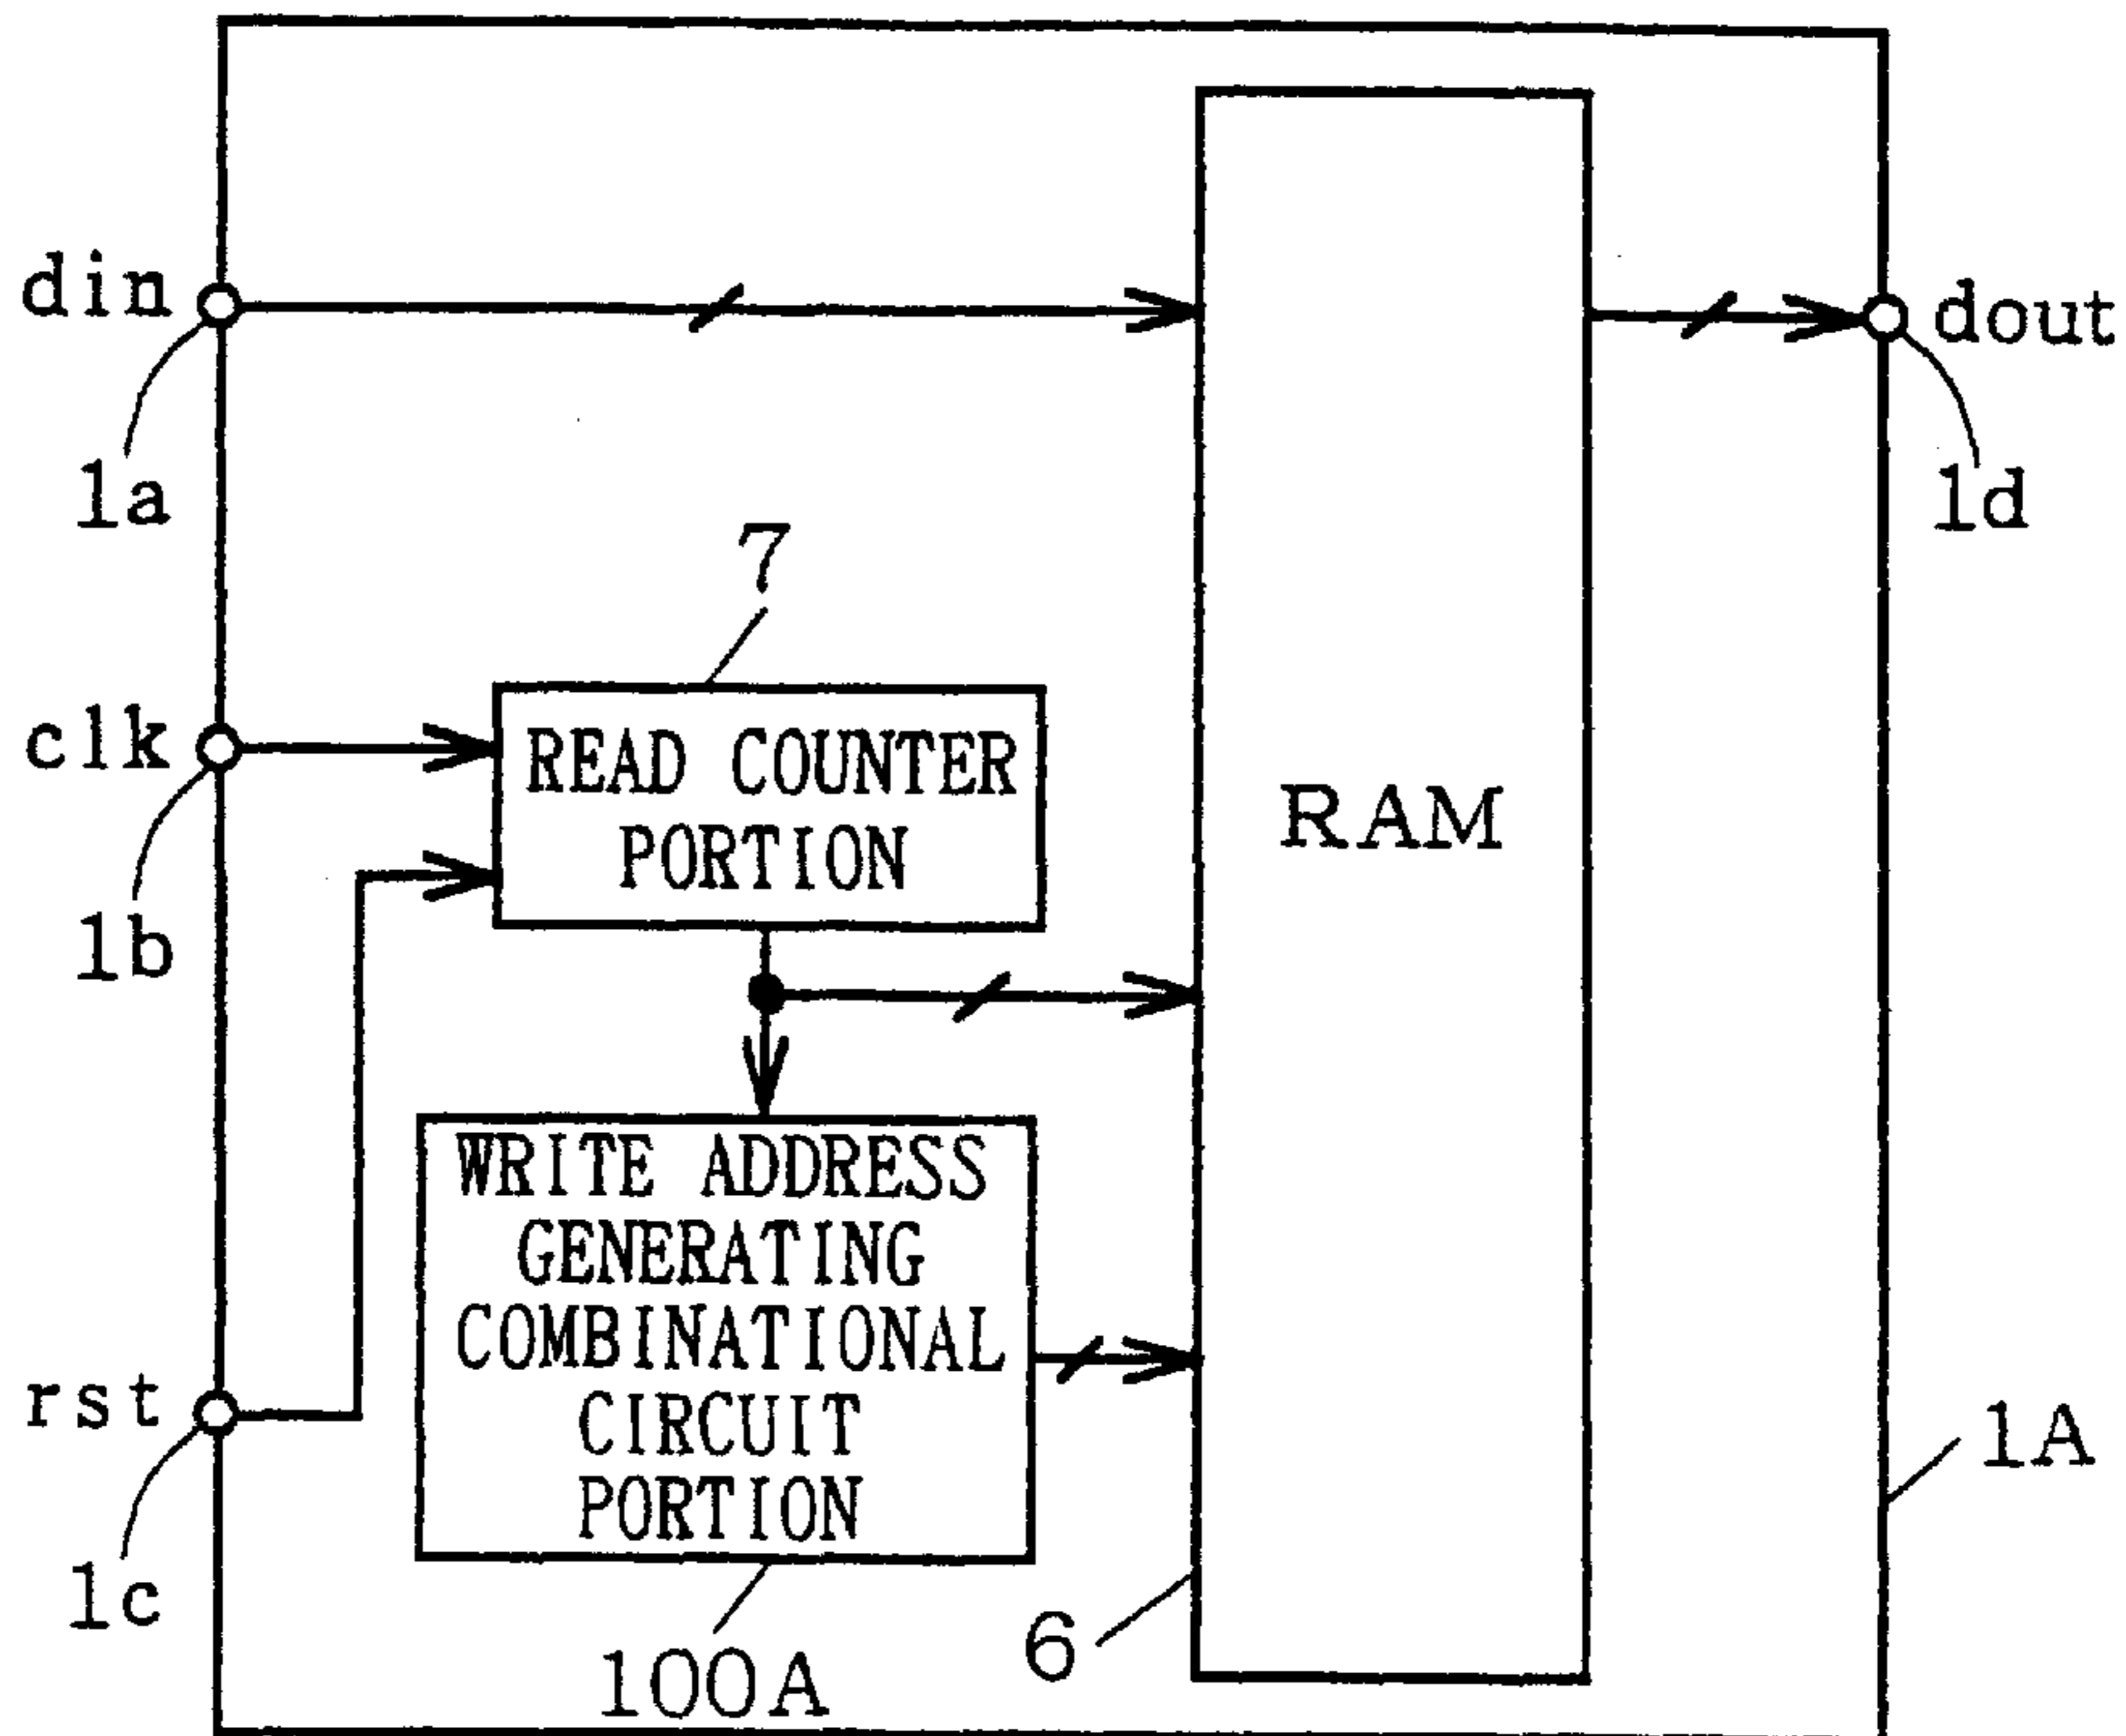 din
dout
1a
1d
7
clk
READ COUNTER
PORTION
RAM
1b
WRITE ADDRESS
GENERATING
COMBINATIONAL
CIRCUIT
PORTION
rst
1A
1c
6
100A